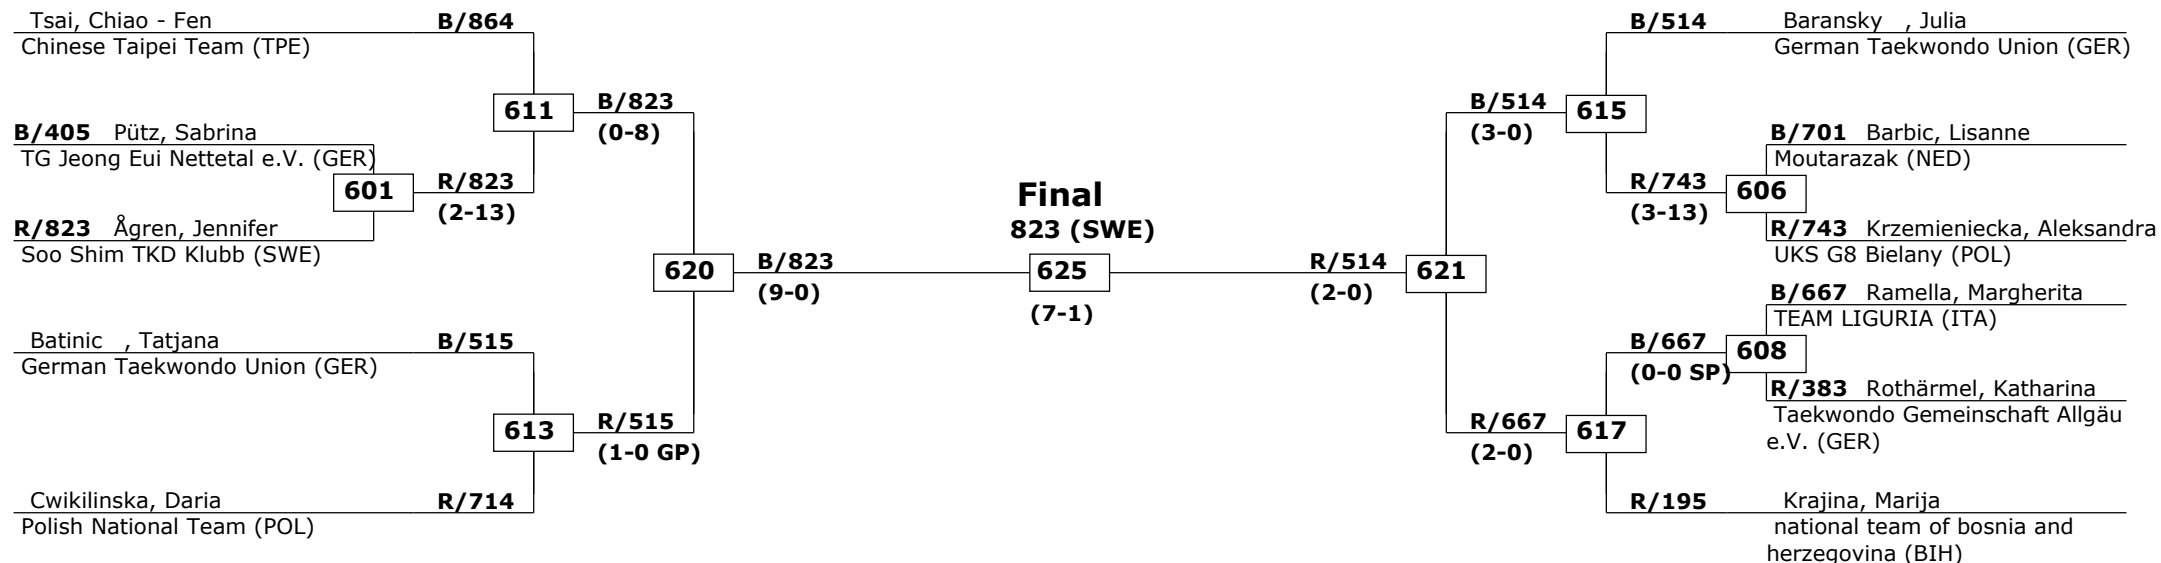 Tsai, Chiao - Fen
B/864
Chinese Taipei Team (TPE)
611
B/823
(0-8)
B/405 Pütz, Sabrina
TG Jeong Eui Nettetal e.V. (GER)
601
R/823
(2-13)
R/823 Ågren, Jennifer
Soo Shim TKD Klubb (SWE)
620
B/823
(9-0)
Batinic , Tatjana
B/515
German Taekwondo Union (GER)
613
R/515
(1-0 GP)
Cwikilinska, Daria
R/714
Polish National Team (POL)
Final
823 (SWE)
625
(7-1)
B/514
Baransky , Julia
German Taekwondo Union (GER)
B/514
(3-0)
615
B/701 Barbic, Lisanne
Moutarazak (NED)
R/743
(3-13)
606
R/743 Krzemieniecka, Aleksandra
UKS G8 Bielany (POL)
R/514
(2-0)
621
B/667 Ramella, Margherita
TEAM LIGURIA (ITA)
B/667
(0-0 SP)
608
R/383 Rothärmel, Katharina
Taekwondo Gemeinschaft Allgäu
e.V. (GER)
R/667
(2-0)
617
R/195
Krajina, Marija
national team of bosnia and
herzegovina (BIH)